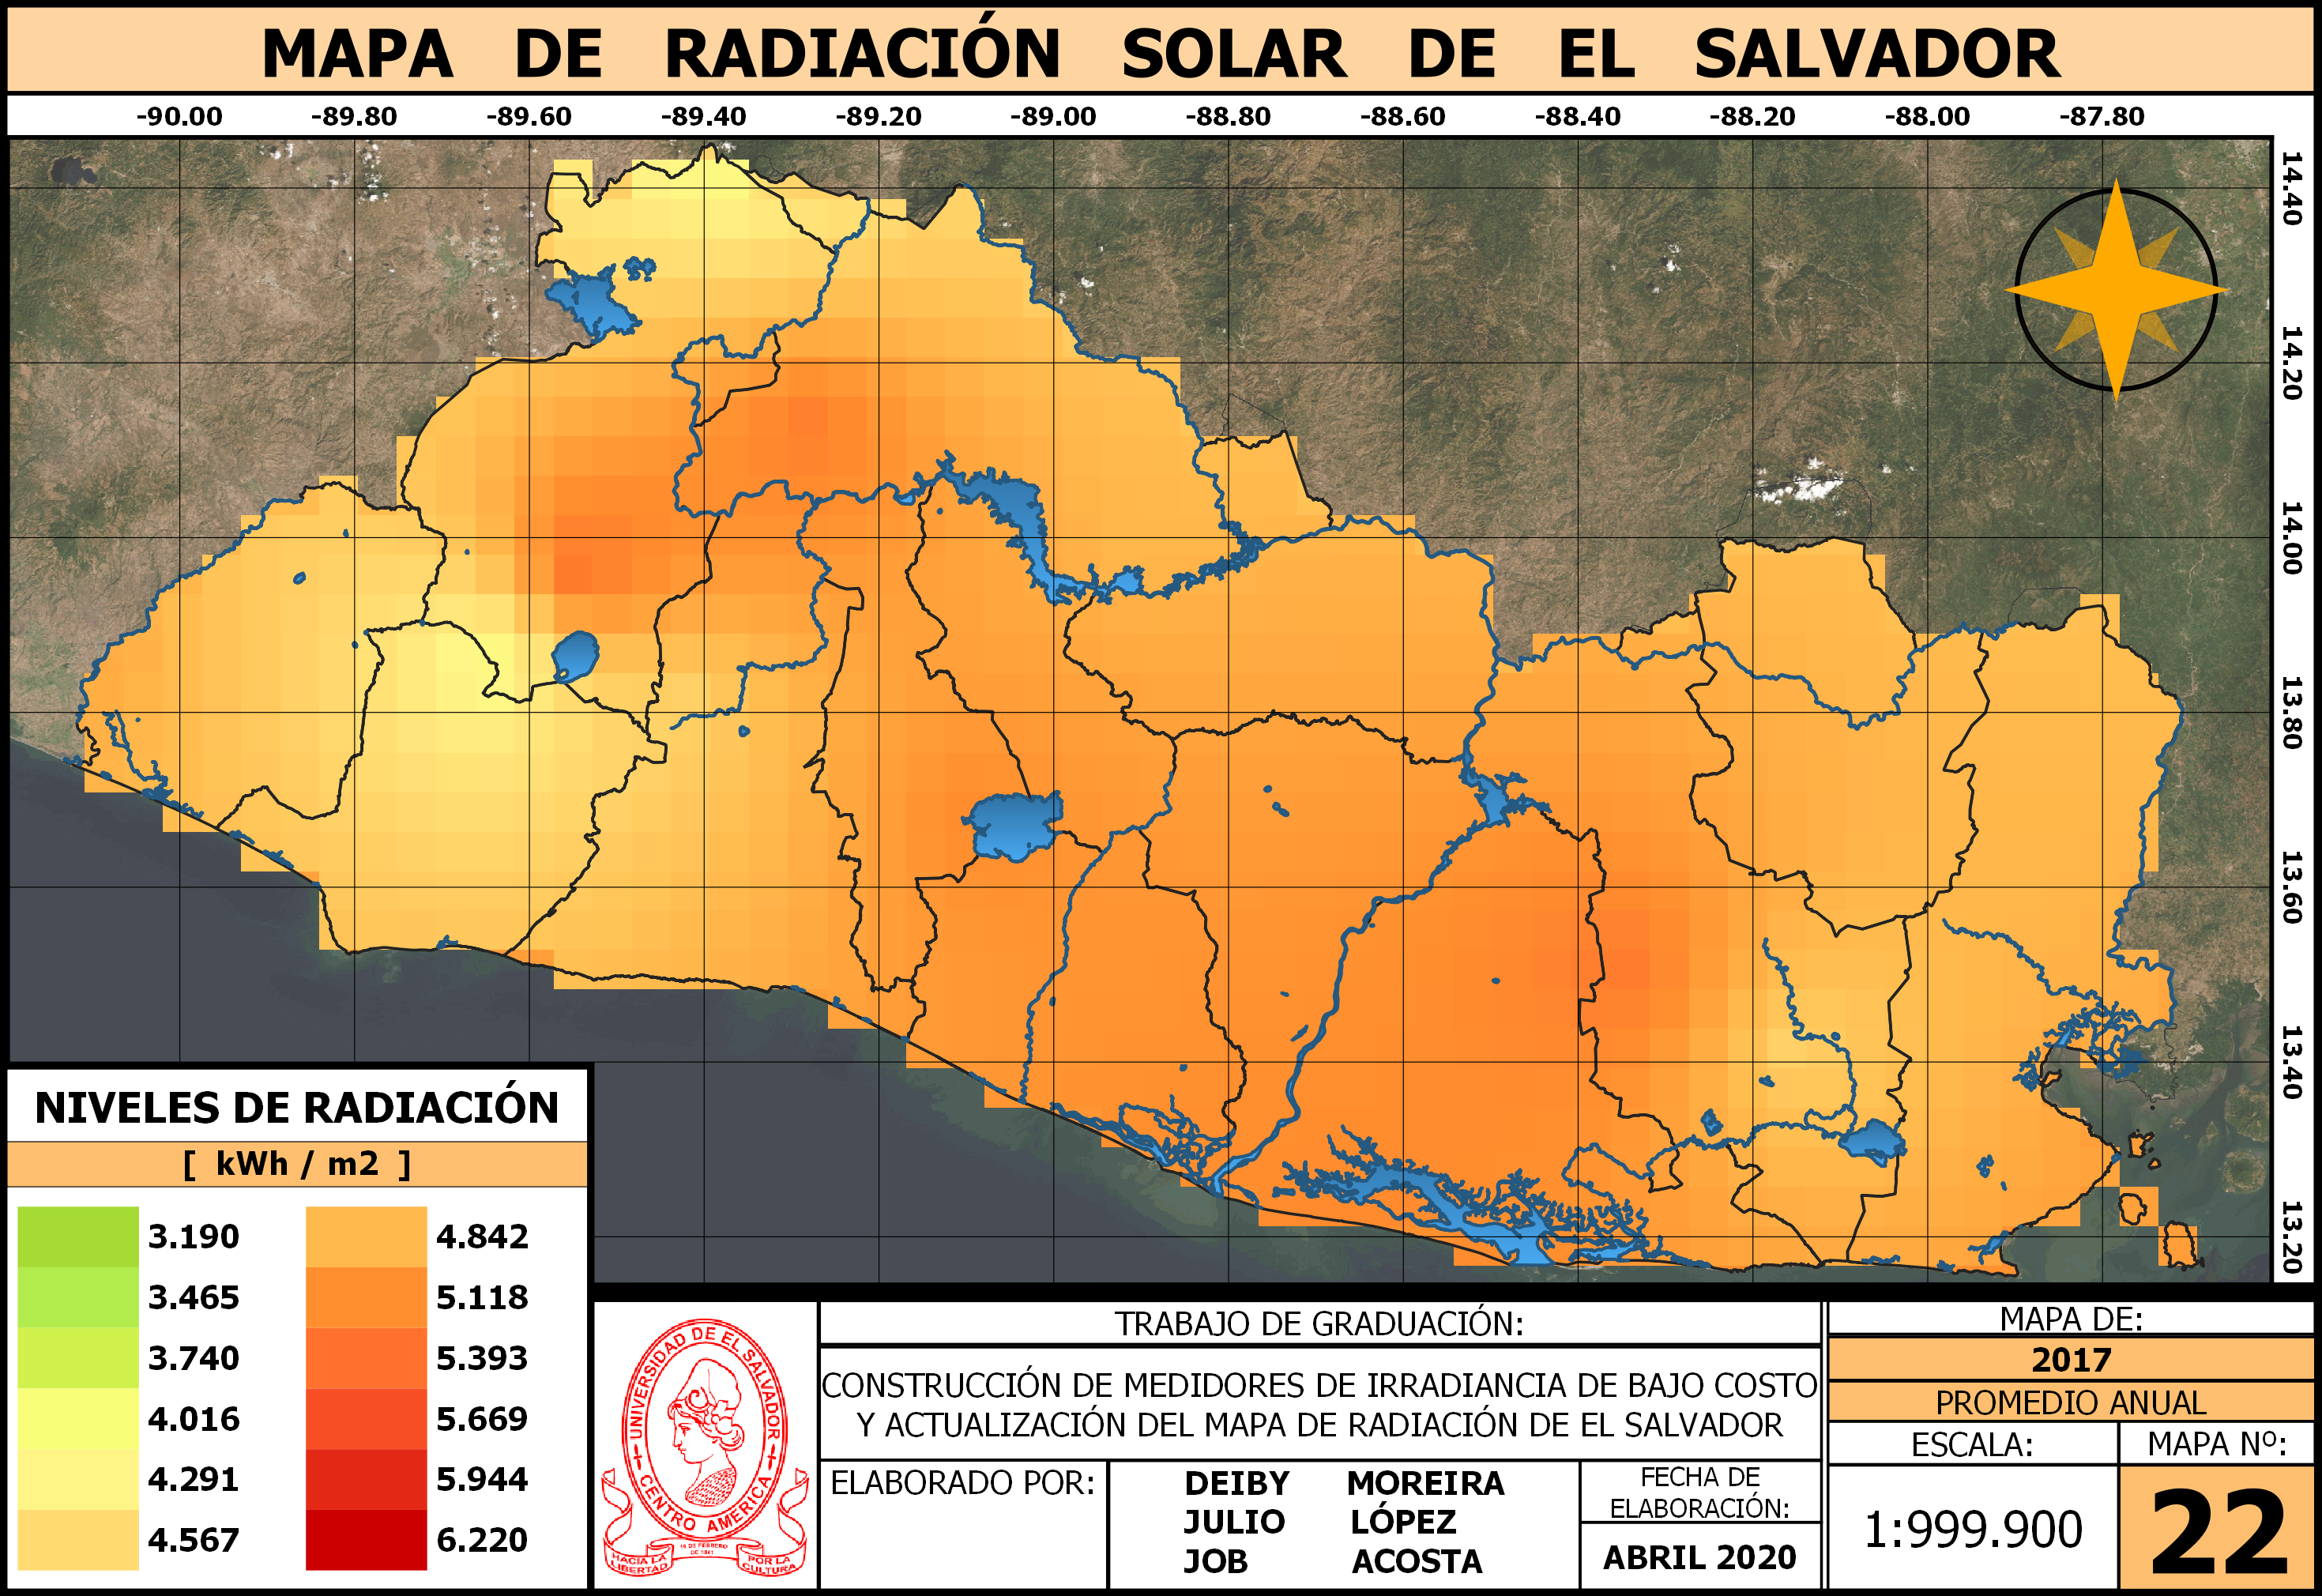 MAPA DE RADIACIÓN SOLAR DE EL SALVADOR
-90.00 -89.80 -89.60 -89.40 -89.20 -89.00 -88.80 -88.60 -88.40 -88.20 -88.00 -87.80
14.40
14.20
14.00
13.80
13.60
13.40
13.20
NIVELES DE RADIACIÓN
[ kWh / m2 ]
3.190 4.842
3.465 5.118
3.740 5.393
4.016 5.669
4.291 5.944
4.567 6.220
UNIVERSIDAD DE EL SALVADOR
CENTRO AMERICA
HACIA LA LIBERTAD
16 DE FEBRERO
DE 1841
POR LA CULTURA
TRABAJO DE GRADUACIÓN:
CONSTRUCCIÓN DE MEDIDORES DE IRRADIANCIA DE BAJO COSTO
Y ACTUALIZACIÓN DEL MAPA DE RADIACIÓN DE EL SALVADOR
ELABORADO POR:
DEIBY MOREIRA
JULIO LÓPEZ
JOB ACOSTA
FECHA DE
ELABORACIÓN:
ABRIL 2020
MAPA DE:
2017
PROMEDIO ANUAL
ESCALA:
1:999.900
MAPA Nº:
22